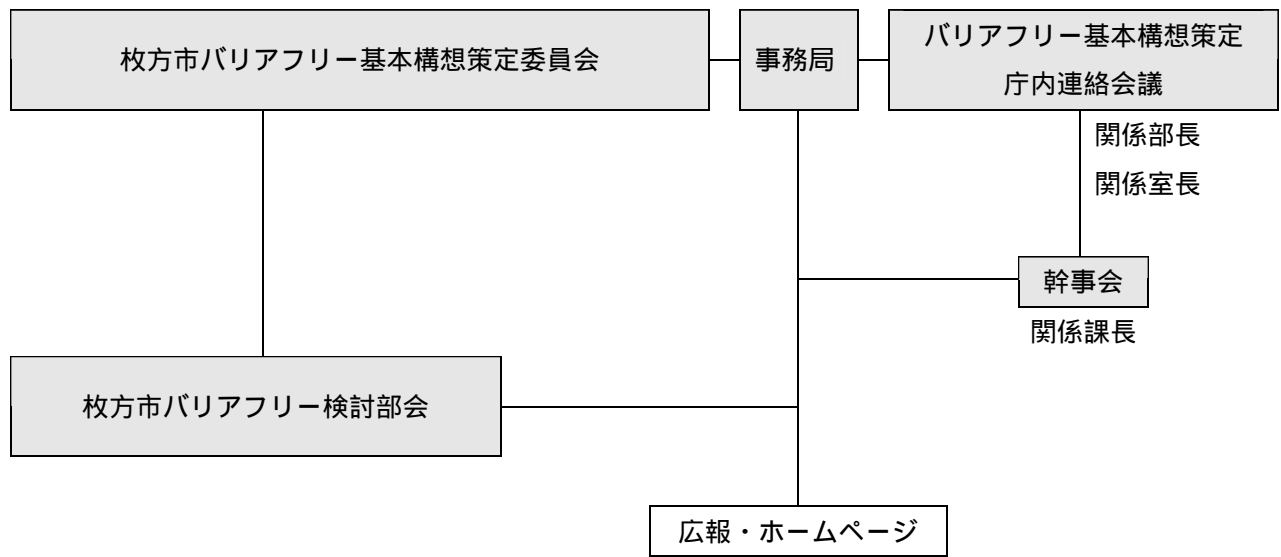 枚方市バリアフリー基本構想策定委員会
事務局
バリアフリー基本構想策定
庁内連絡会議
関係部長
関係室長
幹事会
関係課長
枚方市バリアフリー検討部会
広報・ホームページ